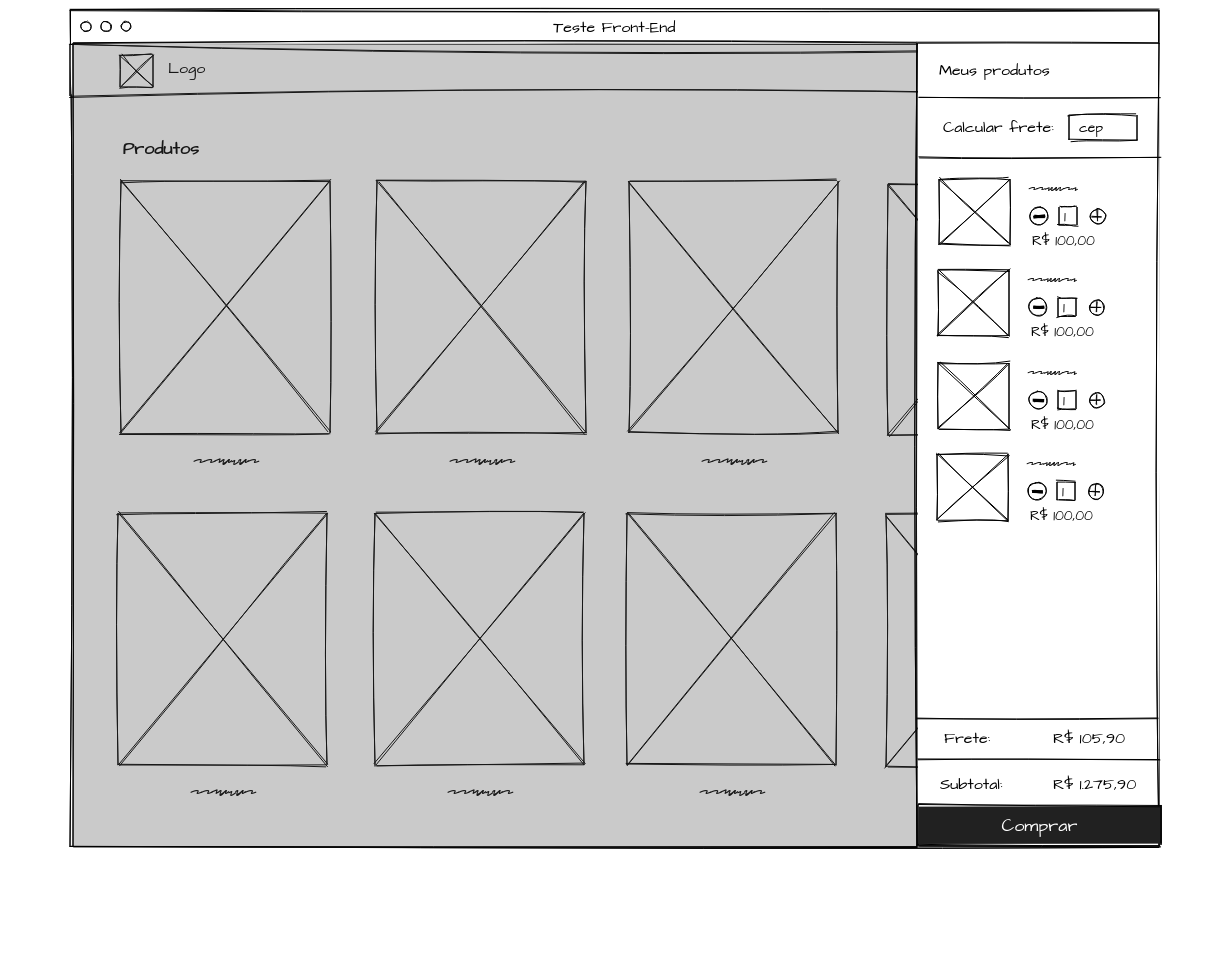 Teste Front-End
Logo
Meus produtos
Calcular frete: cep
Produtos
1
R$ 100,00
1
R$ 100,00
1
R$ 100,00
1
R$ 100,00
Frete: R$ 105,90
Subtotal: R$ 1.275,90
Comprar